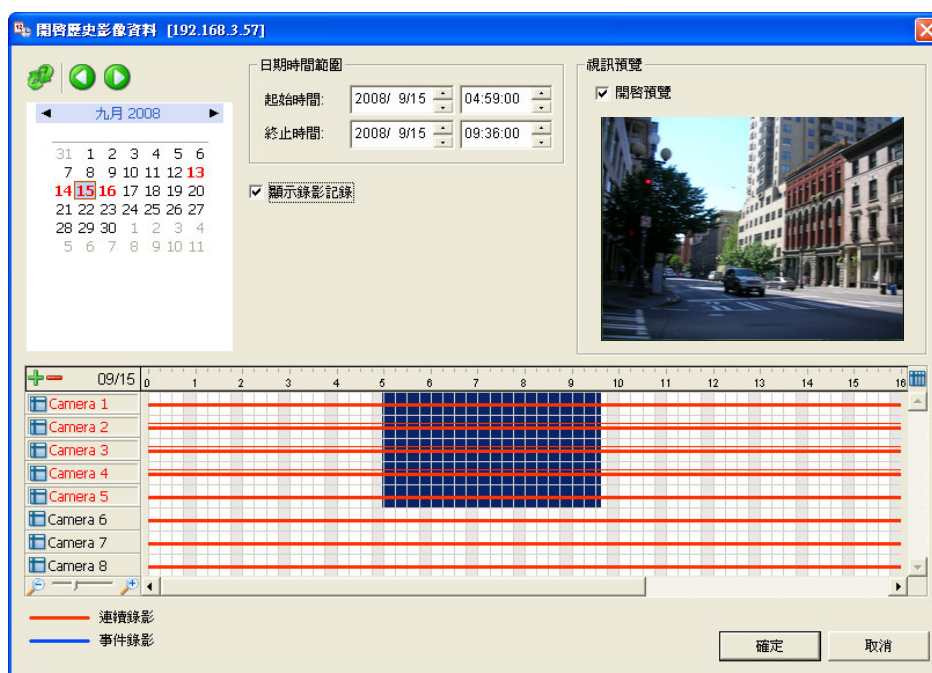 開啓歷史影像資料 [192.168.3.57]
日期時間範圍
起始時間: 2008/ 9/15 04:59:00
終止時間: 2008/ 9/15 09:36:00
顯示錄影記錄
視訊預覽
開啓預覽
九月 2008
31 1 2 3 4 5 6
7 8 9 10 11 12 13
14 15 16 17 18 19 20
21 22 23 24 25 26 27
28 29 30 1 2 3 4
5 6 7 8 9 10 11
09/15 0 1 2 3 4 5 6 7 8 9 10 11 12 13 14 15 16
Camera 1
Camera 2
Camera 3
Camera 4
Camera 5
Camera 6
Camera 7
Camera 8
連續錄影
事件錄影
確定 取消